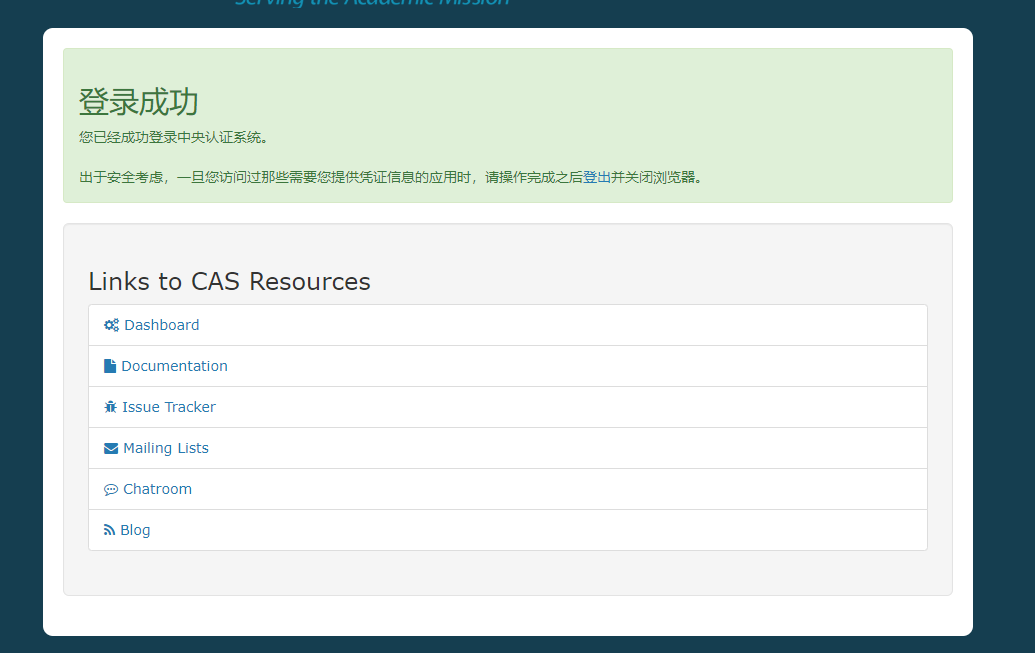 Serving the Academic Mission
登录成功
您已经成功登录中央认证系统。
出于安全考虑，一旦您访问过那些需要您提供凭证信息的应用时，请操作完成之后登出并关闭浏览器。
Links to CAS Resources
Dashboard
Documentation
Issue Tracker
Mailing Lists
Chatroom
Blog